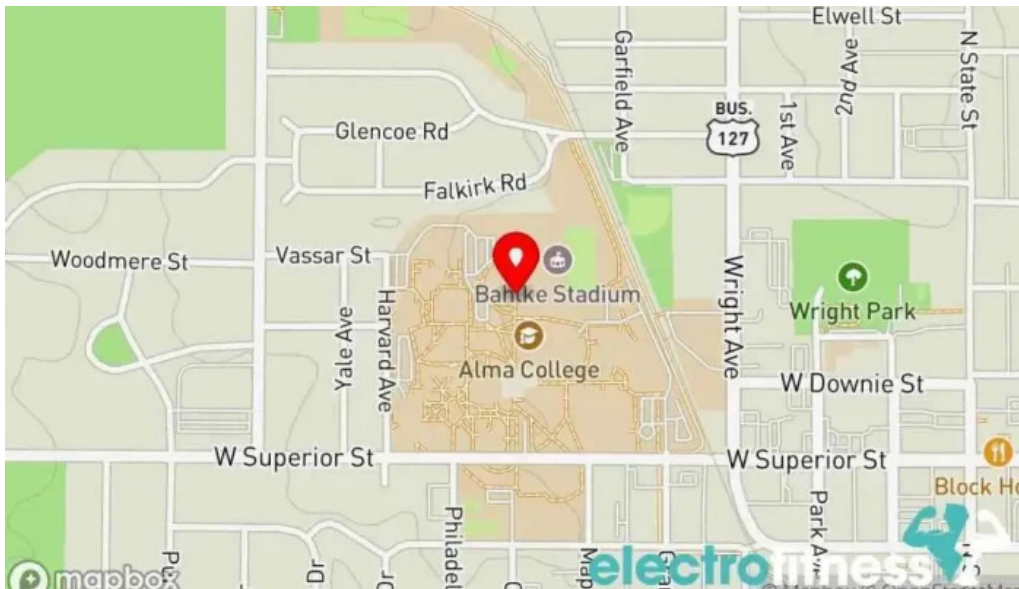 Elwell St
Garfield Ave
N State St
2nd Ave
1st Ave
BUS.
127
Glencoe Rd
Falkirk Rd
Woodmere St
Vassar St
Bahlke Stadium
Wright Park
Wright Ave
Harvard Ave
Yale Ave
Alma College
W Downie St
W Superior St
W Superior St
Block
Park
Dr
mapbox
electrofitness